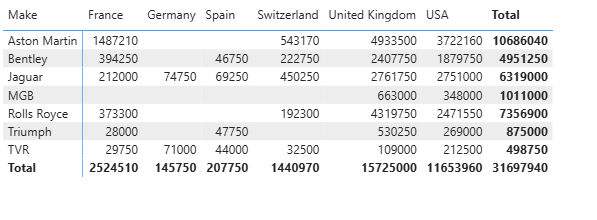 Make France Germany Spain Switzerland United Kingdom USA Total
Aston Martin 1487210 543170 4933500 3722160 10686040
Bentley 394250 46750 222750 2407750 1879750 4951250
Jaguar 212000 74750 69250 450250 2761750 2751000 6319000
MGB 663000 348000 1011000
Rolls Royce 373300 192300 4319750 2471550 7356900
Triumph 28000 47750 530250 269000 875000
TVR 29750 71000 44000 32500 109000 212500 498750
Total 2524510 145750 207750 1440970 15725000 11653960 31697940